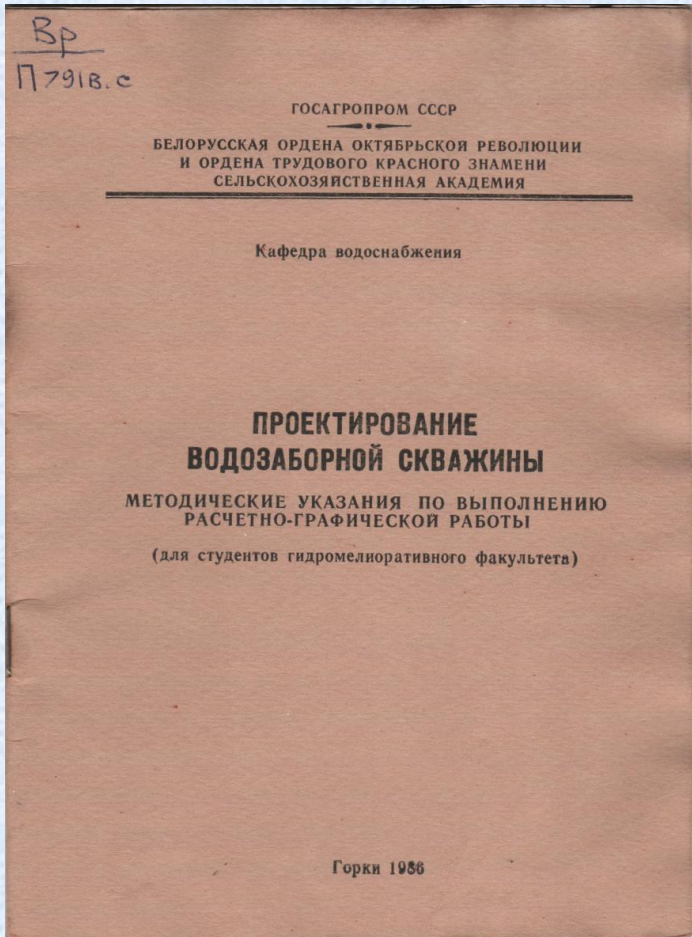 Вр
П791в.с
ГОСАГРОПРОМ СССР
БЕЛОРУССКАЯ ОРДЕНА ОКТЯБРЬСКОЙ РЕВОЛЮЦИИ
И ОРДЕНА ТРУДОВОГО КРАСНОГО ЗНАМЕНИ
СЕЛЬСКОХОЗЯЙСТВЕННАЯ АКАДЕМИЯ
Кафедра водоснабжения
ПРОЕКТИРОВАНИЕ
ВОДОЗАБОРНОЙ СКВАЖИНЫ
МЕТОДИЧЕСКИЕ УКАЗАНИЯ ПО ВЫПОЛНЕНИЮ
РАСЧЕТНО-ГРАФИЧЕСКОЙ РАБОТЫ
(для студентов гидромелиоративного факультета)
Горки 1986